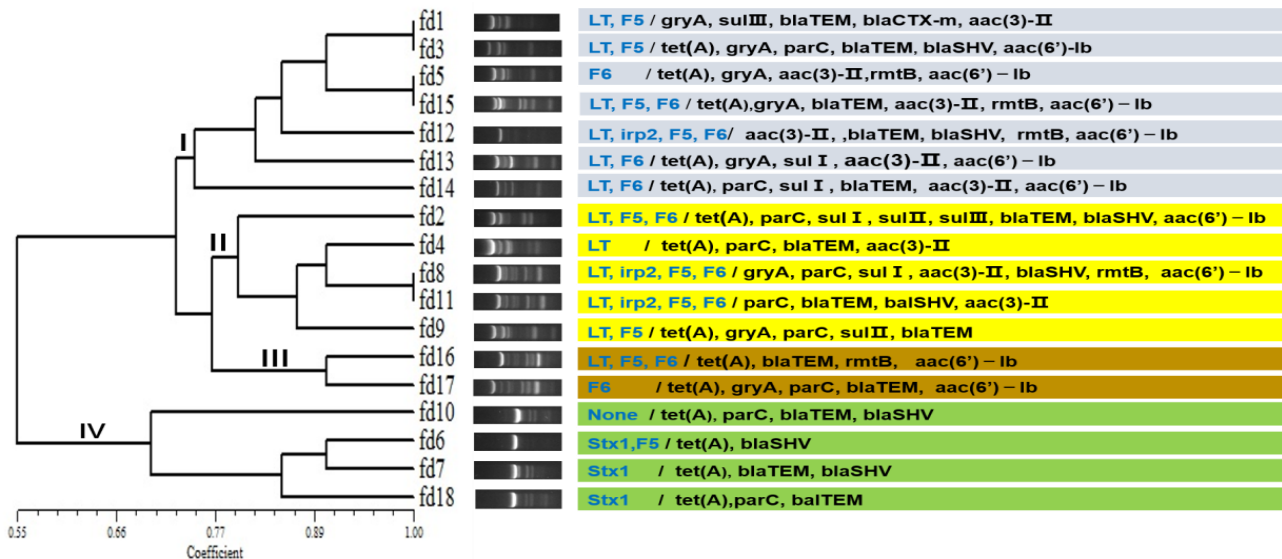 fd1 LT, F5 / gryA, sulⅢ, blaTEM, blaCTX-m, aac(3)-Ⅱ
fd3 LT, F5 / tet(A), gryA, parC, blaTEM, blaSHV, aac(6')-Ib
fd5 F6 / tet(A), gryA, aac(3)-Ⅱ,rmtB, aac(6') – Ib
fd15 LT, F5, F6 / tet(A),gryA, blaTEM, aac(3)-Ⅱ, rmtB, aac(6') – Ib
fd12 LT, irp2, F5, F6/ aac(3)-Ⅱ, ,blaTEM, blaSHV, rmtB, aac(6') – Ib
I
fd13 LT, F6 / tet(A), gryA, sul Ⅰ, aac(3)-Ⅱ, aac(6') – Ib
fd14 LT, F6 / tet(A), parC, sul Ⅰ, blaTEM, aac(3)-Ⅱ, aac(6') – Ib
fd2 LT, F5, F6 / tet(A), parC, sul Ⅰ, sulⅡ, sulⅢ, blaTEM, blaSHV, aac(6') – Ib
II
fd4 LT / tet(A), parC, blaTEM, aac(3)-Ⅱ
fd8 LT, irp2, F5, F6 / gryA, parC, sul Ⅰ, aac(3)-Ⅱ, blaSHV, rmtB, aac(6') – Ib
fd11 LT, irp2, F5, F6 / parC, blaTEM, balSHV, aac(3)-Ⅱ
fd9 LT, F5 / tet(A), gryA, parC, sulⅡ, blaTEM
III
fd16 LT, F5, F6 / tet(A), blaTEM, rmtB, aac(6') – Ib
fd17 F6 / tet(A), gryA, parC, blaTEM, aac(6') – Ib
fd10 None / tet(A), parC, blaTEM, blaSHV
IV
fd6 Stx1,F5 / tet(A), blaSHV
fd7 Stx1 / tet(A), blaTEM, blaSHV
fd18 Stx1 / tet(A),parC, balTEM
0.55 0.66 0.77 0.89 1.00
Coefficient